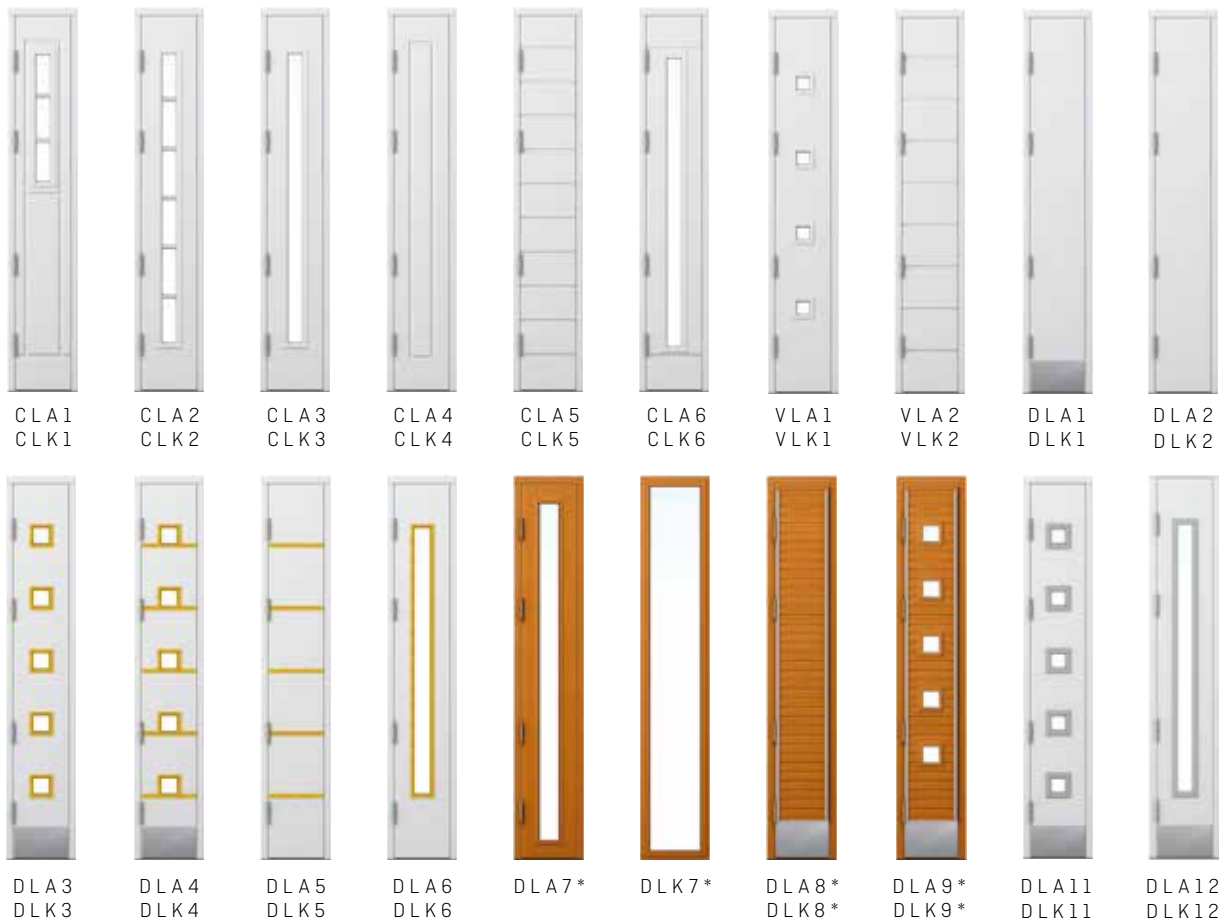 CLA1 CLA2 CLA3 CLA4 CLA5 CLA6 VLA1 VLA2 DLA1 DLA2
CLK1 CLK2 CLK3 CLK4 CLK5 CLK6 VLK1 VLK2 DLK1 DLK2
DLA3 DLA4 DLA5 DLA6 DLA7* DLK7* DLA8* DLA9* DLA11 DLA12
DLK3 DLK4 DLK5 DLK6 DLK8* DLK9* DLK11 DLK12